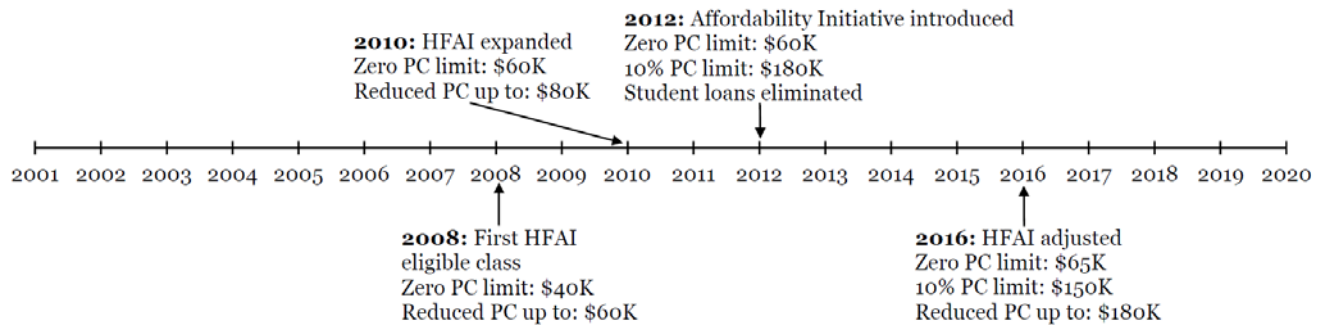 2012: Affordability Initiative introduced
Zero PC limit: $60K
10% PC limit: $180K
Student loans eliminated
2010: HFAI expanded
Zero PC limit: $60K
Reduced PC up to: $80K
2001 2002 2003 2004 2005 2006 2007 2008 2009 2010 2011 2012 2013 2014 2015 2016 2017 2018 2019 2020
2008: First HFAI
eligible class
Zero PC limit: $40K
Reduced PC up to: $60K
2016: HFAI adjusted
Zero PC limit: $65K
10% PC limit: $150K
Reduced PC up to: $180K